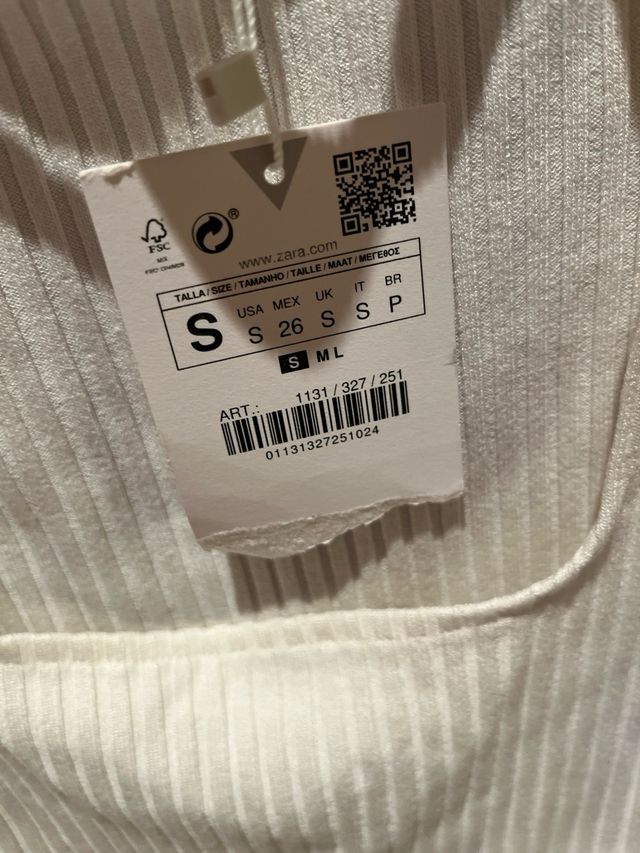 FSC
MIX
®
www.zara.com
TALLA / SIZE / TAMANHO / TAILLE / MAAT / ΜΕΓΕΘΟΣ
S USA MEX UK IT BR
S 26 S S P
S M L
ART.: 1131 / 327 / 251
01131327251024